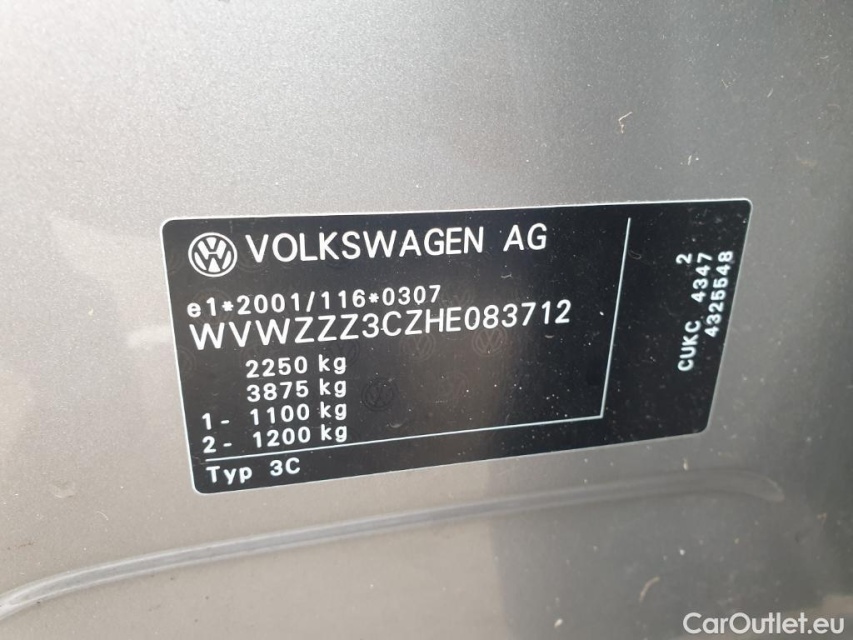 VOLKSWAGEN AG
e1*2001/116*0307
WVWZZZ3CZHE083712
2250 kg
3875 kg
1- 1100 kg
2- 1200 kg
Typ 3C
2
CUKC 4347
4325548
CarOutlet.eu